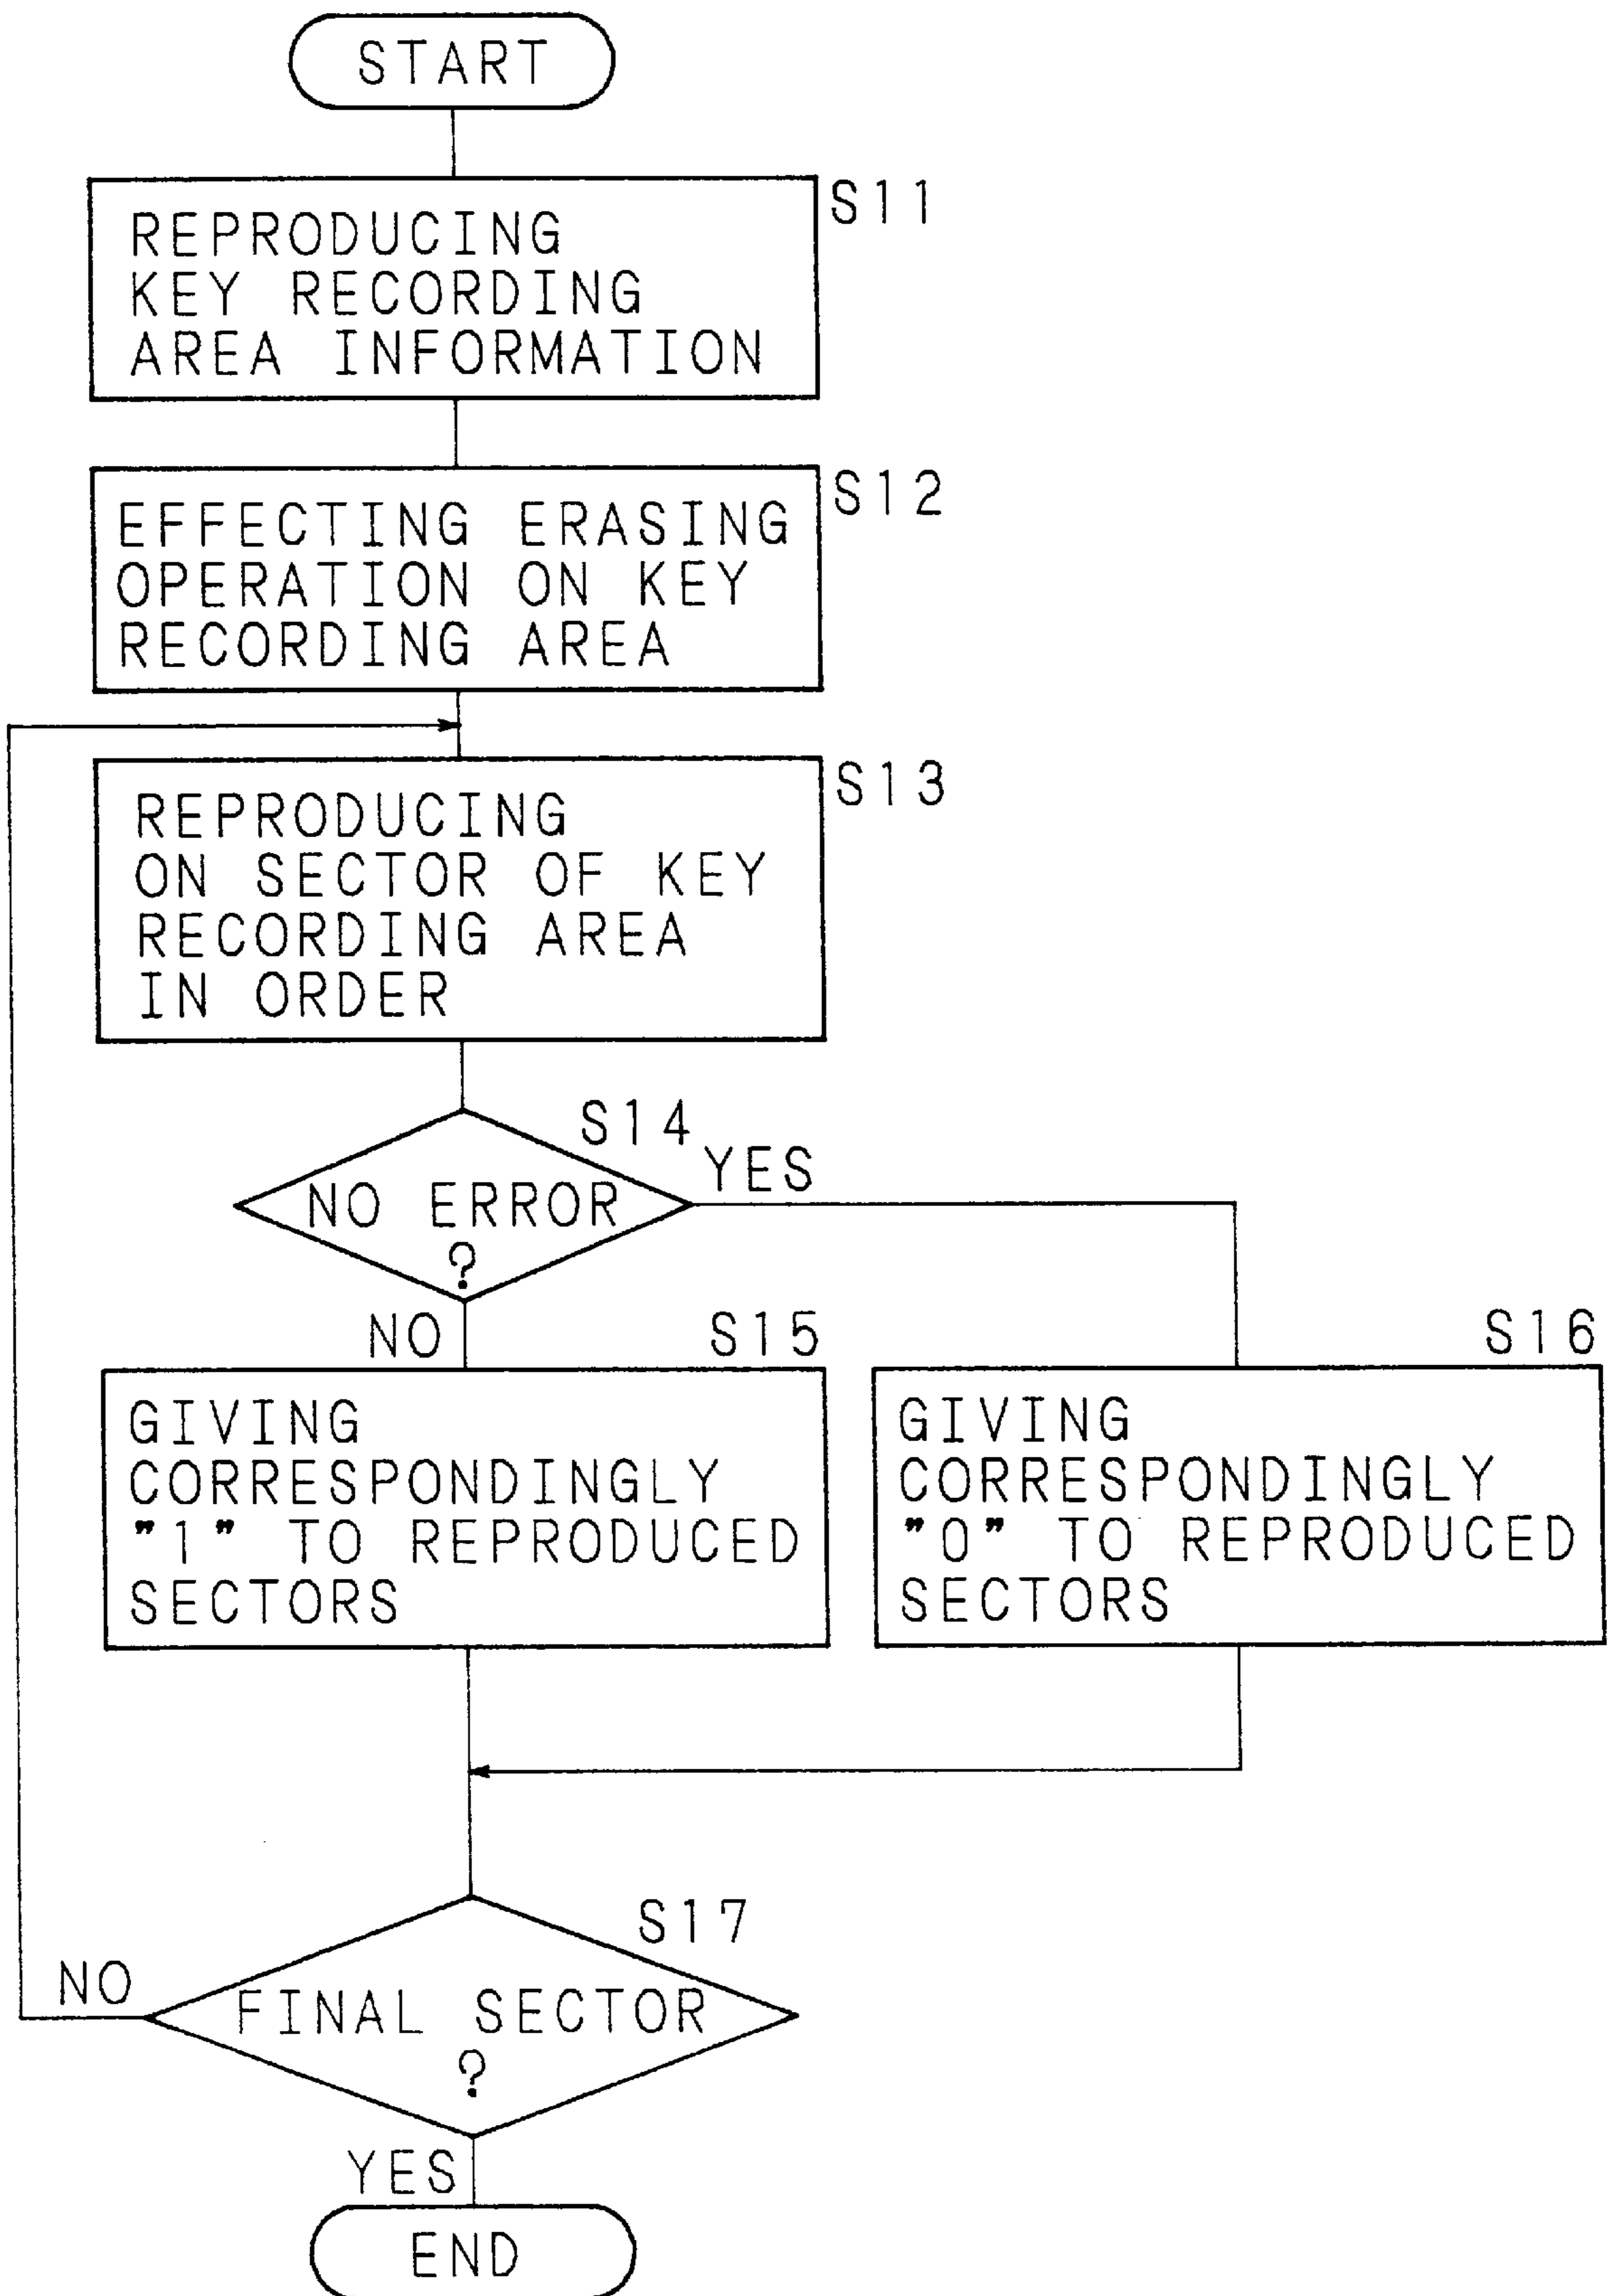 START
S11
REPRODUCING
KEY RECORDING
AREA INFORMATION
S12
EFFECTING ERASING
OPERATION ON KEY
RECORDING AREA
S13
REPRODUCING
ON SECTOR OF KEY
RECORDING AREA
IN ORDER
S14
YES
NO ERROR
?
NO
S15
GIVING
CORRESPONDINGLY
"1" TO REPRODUCED
SECTORS
S16
GIVING
CORRESPONDINGLY
"0" TO REPRODUCED
SECTORS
S17
NO
FINAL SECTOR
?
YES
END